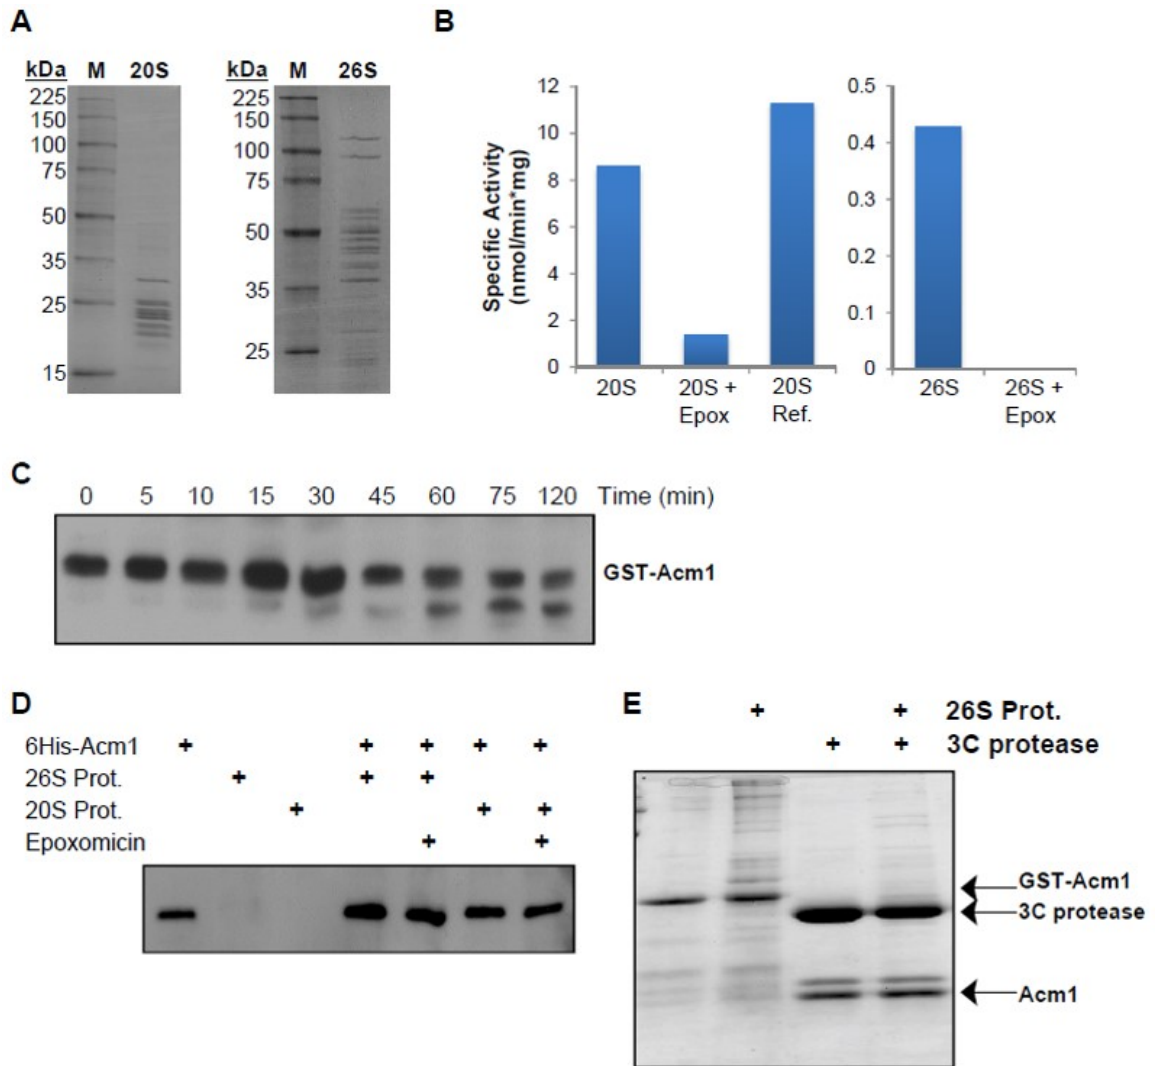 A
kDa M 20S
225
150
100
75
50
35
25
15
kDa M 26S
225
150
100
75
50
35
25
B
Specific Activity
(nmol/min*mg)
12
10
8
6
4
2
0
20S
20S +
Epox
20S
Ref.
0.5
0.4
0.3
0.2
0.1
0
26S
26S +
Epox
C
0 5 10 15 30 45 60 75 120 Time (min)
GST-Acm1
D
6His-Acm1 + + + + +
26S Prot. + + +
20S Prot. + + +
Epoxomicin + +
E
+ + 26S Prot.
+ + 3C protease
GST-Acm1
3C protease
Acm1